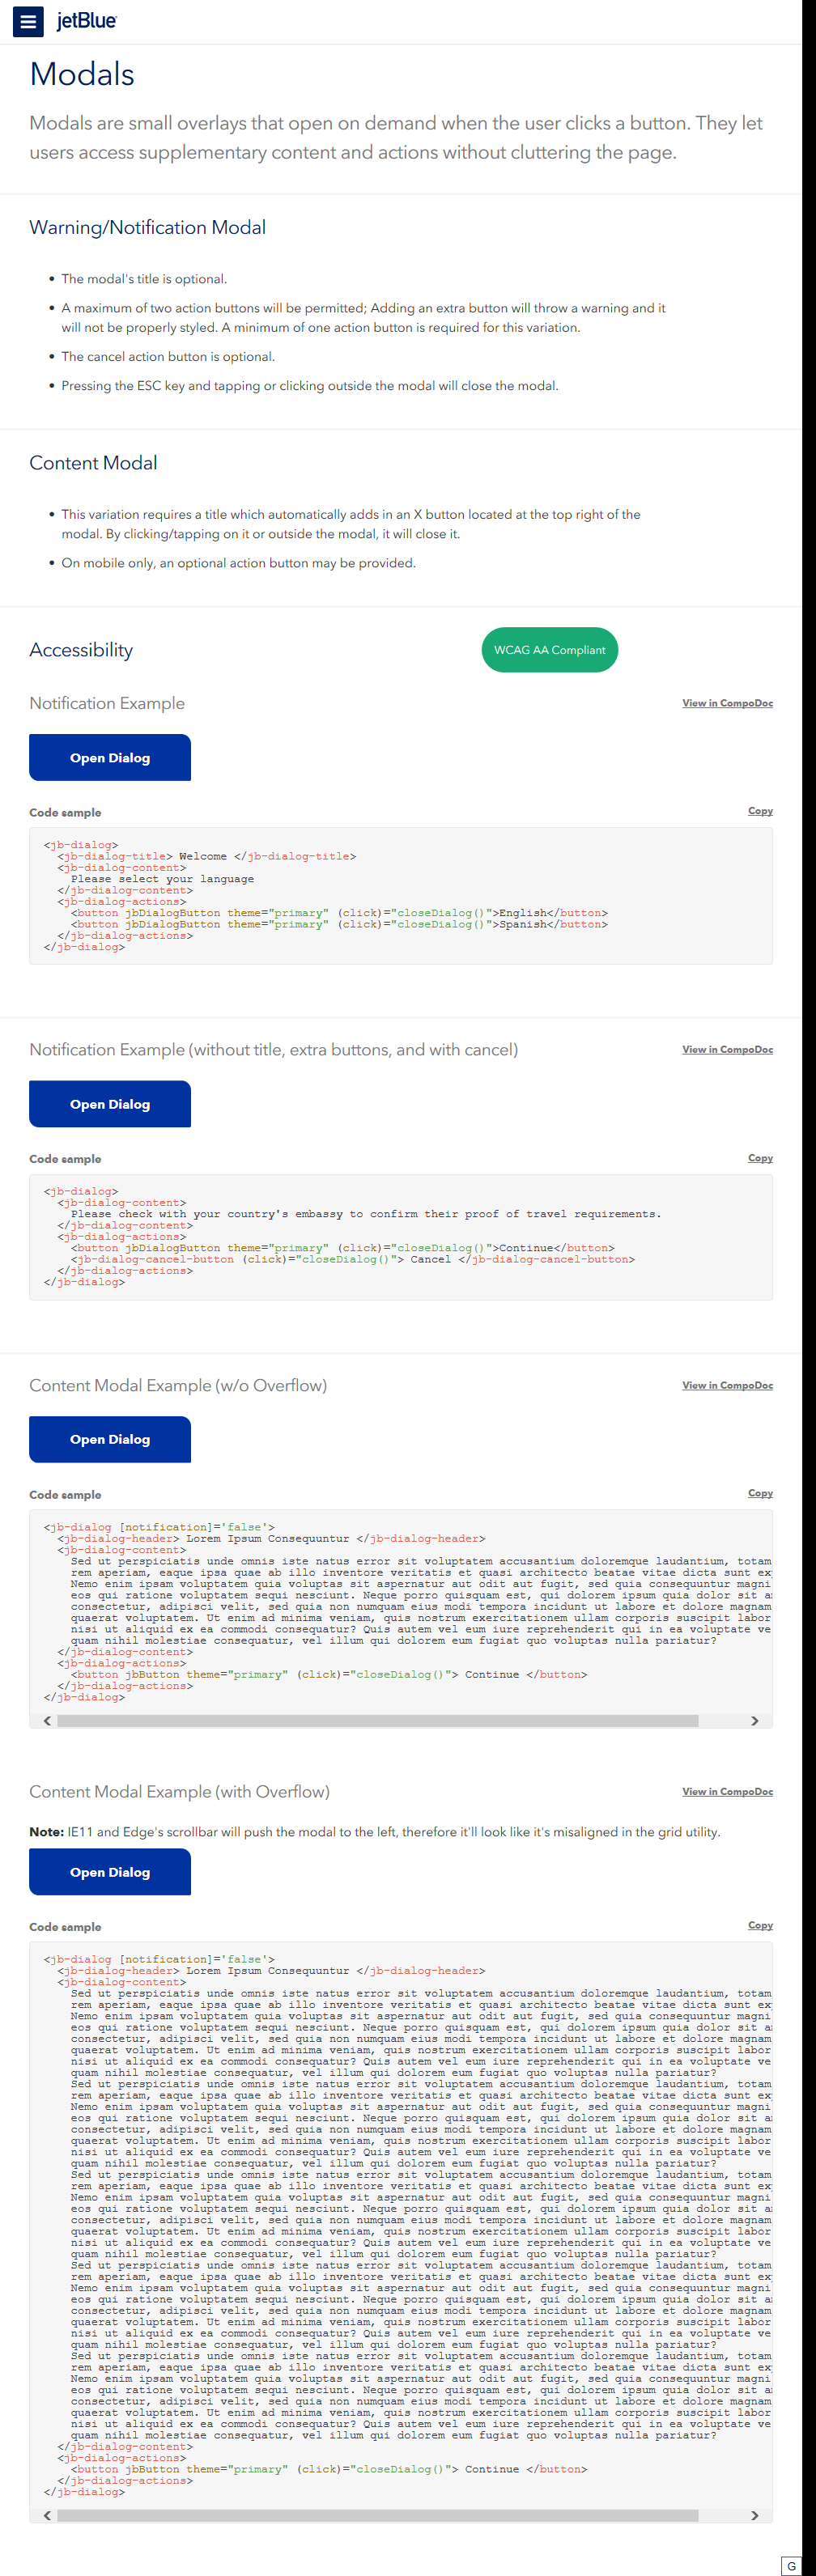 jetBlue
Modals
Modals are small overlays that open on demand when the user clicks a button. They let
users access supplementary content and actions without cluttering the page.
Warning/Notification Modal
• The modal's title is optional.
• A maximum of two action buttons will be permitted; Adding an extra button will throw a warning and it
will not be properly styled. A minimum of one action button is required for this variation.
• The cancel action button is optional.
• Pressing the ESC key and tapping or clicking outside the modal will close the modal.
Content Modal
• This variation requires a title which automatically adds in an X button located at the top right of the
modal. By clicking/tapping on it or outside the modal, it will close it.
• On mobile only, an optional action button may be provided.
Accessibility
WCAG AA Compliant
Notification Example
View in CompoDoc
Open Dialog
Code sample
Copy
<jb-dialog>
<jb-dialog-title> Welcome </jb-dialog-title>
<jb-dialog-content>
Please select your language
</jb-dialog-content>
<jb-dialog-actions>
<button jbDialogButton theme="primary" (click)="closeDialog()">English</button>
<button jbDialogButton theme="primary" (click)="closeDialog()">Spanish</button>
</jb-dialog-actions>
</jb-dialog>
Notification Example (without title, extra buttons, and with cancel)
View in CompoDoc
Open Dialog
Code sample
Copy
<jb-dialog>
<jb-dialog-content>
Please check with your country's embassy to confirm their proof of travel requirements.
</jb-dialog-content>
<jb-dialog-actions>
<button jbDialogButton theme="primary" (click)="closeDialog()">Continue</button>
<jb-dialog-cancel-button (click)="closeDialog()"> Cancel </jb-dialog-cancel-button>
</jb-dialog-actions>
</jb-dialog>
Content Modal Example (w/o Overflow)
View in CompoDoc
Open Dialog
Code sample
Copy
<jb-dialog [notification]='false'>
<jb-dialog-header> Lorem Ipsum Consequuntur </jb-dialog-header>
<jb-dialog-content>
Sed ut perspiciatis unde omnis iste natus error sit voluptatem accusantium doloremque laudantium, totam
rem aperiam, eaque ipsa quae ab illo inventore veritatis et quasi architecto beatae vitae dicta sunt
Nemo enim ipsam voluptatem quia voluptas sit aspernatur aut odit aut fugit, sed quia consequuntur magni
eos qui ratione voluptatem sequi nesciunt. Neque porro quisquam est, qui dolorem ipsum quia dolor sit
consectetur, adipisci velit, sed quia non numquam eius modi tempora incidunt ut labore et dolore magnam
quaerat voluptatem. Ut enim ad minima veniam, quis nostrum exercitationem ullam corporis suscipit labor
nisi ut aliquid ex ea commodi consequatur? Quis autem vel eum iure reprehenderit qui in ea voluptate ve
quam nihil molestiae consequatur, vel illum qui dolorem eum fugiat quo voluptas nulla pariatur?
</jb-dialog-content>
<jb-dialog-actions>
<button jbButton theme="primary" (click)="closeDialog()"> Continue </button>
</jb-dialog-actions>
</jb-dialog>
Content Modal Example (with Overflow)
View in CompoDoc
Note: IE11 and Edge's scrollbar will push the modal to the left, therefore it'll look like it's misaligned in the grid utility.
Open Dialog
Code sample
Copy
<jb-dialog [notification]='false'>
<jb-dialog-header> Lorem Ipsum Consequuntur </jb-dialog-header>
<jb-dialog-content>
Sed ut perspiciatis unde omnis iste natus error sit voluptatem accusantium doloremque laudantium, totam
rem aperiam, eaque ipsa quae ab illo inventore veritatis et quasi architecto beatae vitae dicta sunt
Nemo enim ipsam voluptatem quia voluptas sit aspernatur aut odit aut fugit, sed quia consequuntur magni
eos qui ratione voluptatem sequi nesciunt. Neque porro quisquam est, qui dolorem ipsum quia dolor sit
consectetur, adipisci velit, sed quia non numquam eius modi tempora incidunt ut labore et dolore magnam
quaerat voluptatem. Ut enim ad minima veniam, quis nostrum exercitationem ullam corporis suscipit labor
nisi ut aliquid ex ea commodi consequatur? Quis autem vel eum iure reprehenderit qui in ea voluptate ve
quam nihil molestiae consequatur, vel illum qui dolorem eum fugiat quo voluptas nulla pariatur?
Sed ut perspiciatis unde omnis iste natus error sit voluptatem accusantium doloremque laudantium, totam
rem aperiam, eaque ipsa quae ab illo inventore veritatis et quasi architecto beatae vitae dicta sunt
Nemo enim ipsam voluptatem quia voluptas sit aspernatur aut odit aut fugit, sed quia consequuntur magni
eos qui ratione voluptatem sequi nesciunt. Neque porro quisquam est, qui dolorem ipsum quia dolor sit
consectetur, adipisci velit, sed quia non numquam eius modi tempora incidunt ut labore et dolore magnam
quaerat voluptatem. Ut enim ad minima veniam, quis nostrum exercitationem ullam corporis suscipit labor
nisi ut aliquid ex ea commodi consequatur? Quis autem vel eum iure reprehenderit qui in ea voluptate ve
quam nihil molestiae consequatur, vel illum qui dolorem eum fugiat quo voluptas nulla pariatur?
Sed ut perspiciatis unde omnis iste natus error sit voluptatem accusantium doloremque laudantium, totam
rem aperiam, eaque ipsa quae ab illo inventore veritatis et quasi architecto beatae vitae dicta sunt
Nemo enim ipsam voluptatem quia voluptas sit aspernatur aut odit aut fugit, sed quia consequuntur magni
eos qui ratione voluptatem sequi nesciunt. Neque porro quisquam est, qui dolorem ipsum quia dolor sit
consectetur, adipisci velit, sed quia non numquam eius modi tempora incidunt ut labore et dolore magnam
quaerat voluptatem. Ut enim ad minima veniam, quis nostrum exercitationem ullam corporis suscipit labor
nisi ut aliquid ex ea commodi consequatur? Quis autem vel eum iure reprehenderit qui in ea voluptate ve
quam nihil molestiae consequatur, vel illum qui dolorem eum fugiat quo voluptas nulla pariatur?
Sed ut perspiciatis unde omnis iste natus error sit voluptatem accusantium doloremque laudantium, totam
rem aperiam, eaque ipsa quae ab illo inventore veritatis et quasi architecto beatae vitae dicta sunt
Nemo enim ipsam voluptatem quia voluptas sit aspernatur aut odit aut fugit, sed quia consequuntur magni
eos qui ratione voluptatem sequi nesciunt. Neque porro quisquam est, qui dolorem ipsum quia dolor sit
consectetur, adipisci velit, sed quia non numquam eius modi tempora incidunt ut labore et dolore magnam
quaerat voluptatem. Ut enim ad minima veniam, quis nostrum exercitationem ullam corporis suscipit labor
nisi ut aliquid ex ea commodi consequatur? Quis autem vel eum iure reprehenderit qui in ea voluptate ve
quam nihil molestiae consequatur, vel illum qui dolorem eum fugiat quo voluptas nulla pariatur?
Sed ut perspiciatis unde omnis iste natus error sit voluptatem accusantium doloremque laudantium, totam
rem aperiam, eaque ipsa quae ab illo inventore veritatis et quasi architecto beatae vitae dicta sunt
Nemo enim ipsam voluptatem quia voluptas sit aspernatur aut odit aut fugit, sed quia consequuntur magni
eos qui ratione voluptatem sequi nesciunt. Neque porro quisquam est, qui dolorem ipsum quia dolor sit
consectetur, adipisci velit, sed quia non numquam eius modi tempora incidunt ut labore et dolore magnam
quaerat voluptatem. Ut enim ad minima veniam, quis nostrum exercitationem ullam corporis suscipit labor
nisi ut aliquid ex ea commodi consequatur? Quis autem vel eum iure reprehenderit qui in ea voluptate ve
quam nihil molestiae consequatur, vel illum qui dolorem eum fugiat quo voluptas nulla pariatur?
</jb-dialog-content>
<jb-dialog-actions>
<button jbButton theme="primary" (click)="closeDialog()"> Continue </button>
</jb-dialog-actions>
</jb-dialog>
G